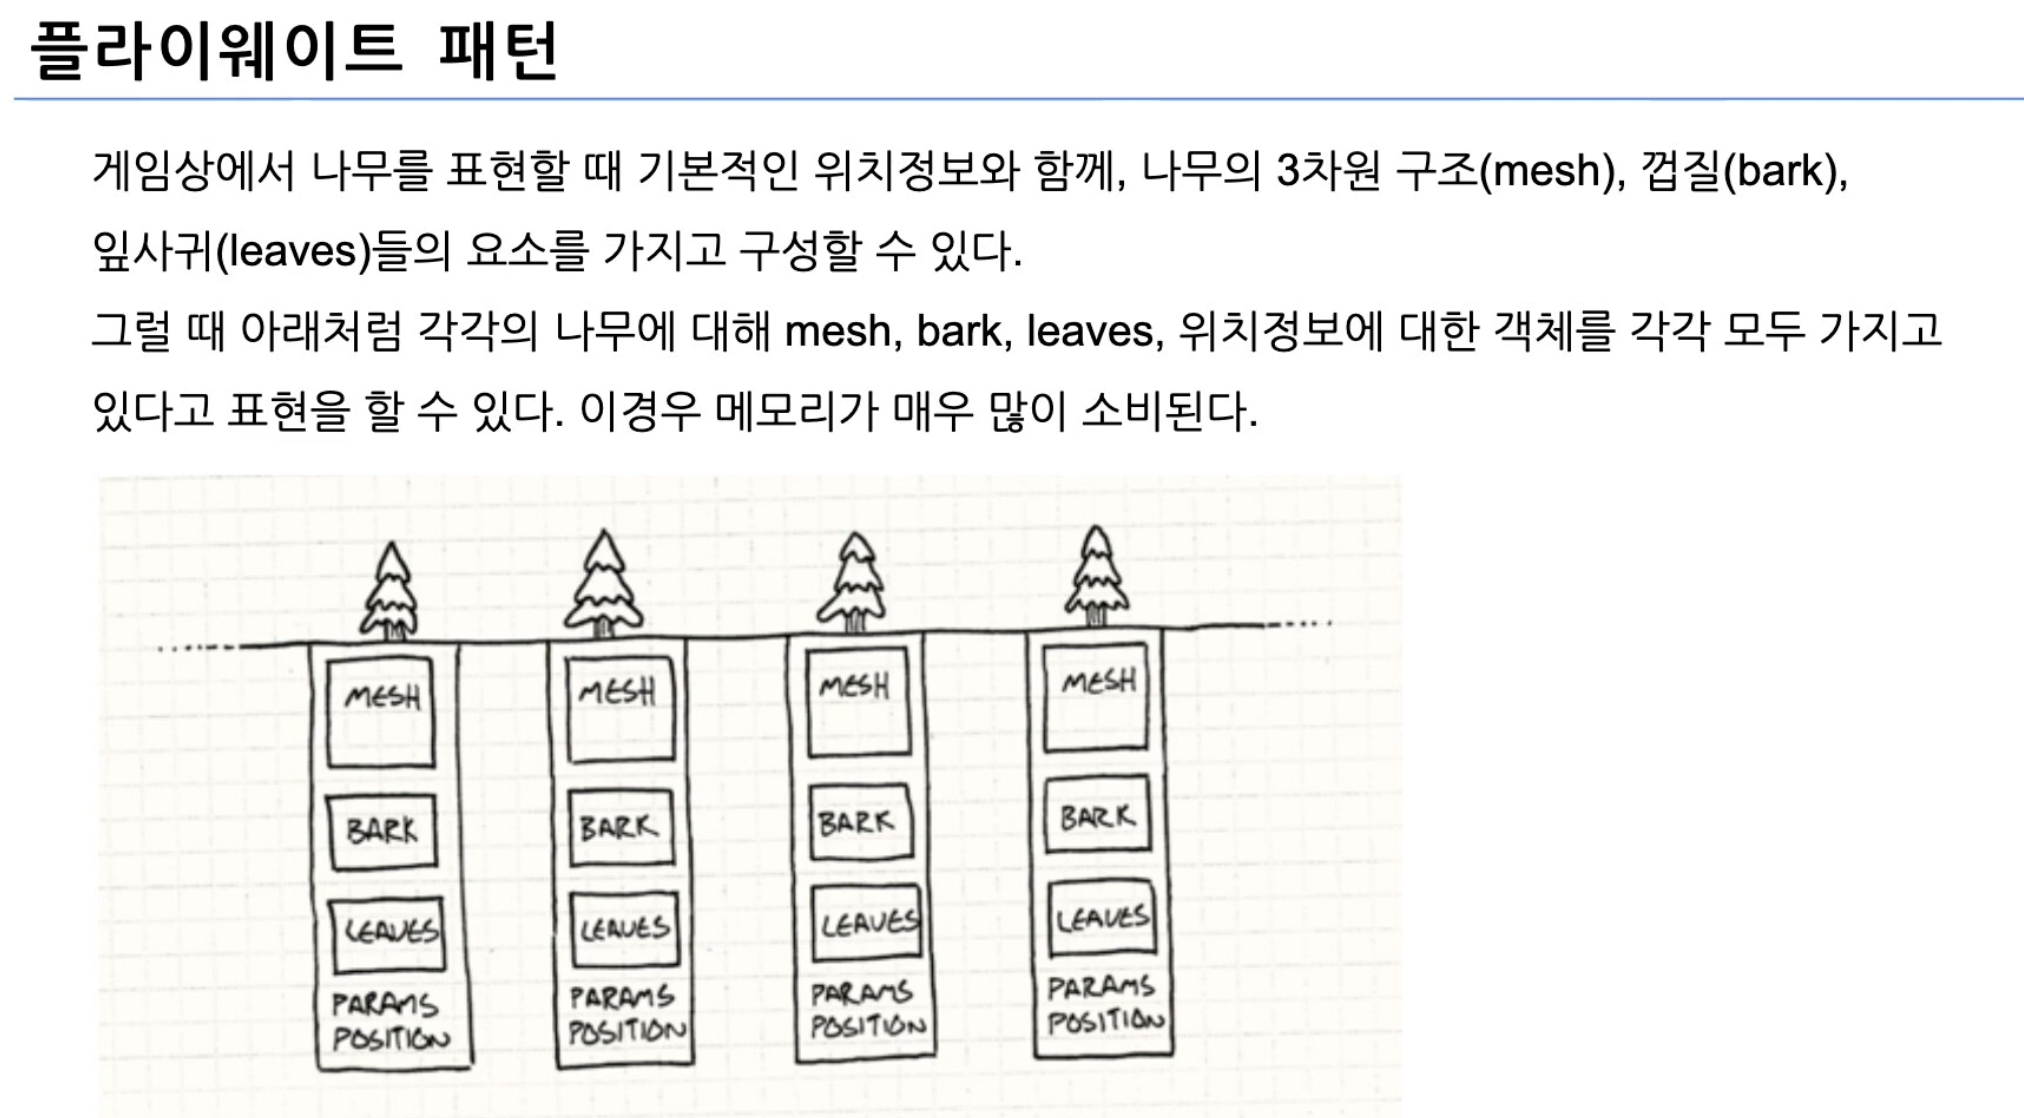 플라이웨이트 패턴
게임상에서 나무를 표현할 때 기본적인 위치정보와 함께, 나무의 3차원 구조(mesh), 껍질(bark),
잎사귀(leaves)들의 요소를 가지고 구성할 수 있다.
그럴 때 아래처럼 각각의 나무에 대해 mesh, bark, leaves, 위치정보에 대한 객체를 각각 모두 가지고
있다고 표현을 할 수 있다. 이경우 메모리가 매우 많이 소비된다.
MESH
BARK
LEAVES
PARAMS
POSITION
MESH
BARK
LEAVES
PARAMS
POSITION
MESH
BARK
LEAVES
PARAMS
POSITION
MESH
BARK
LEAVES
PARAMS
POSITION